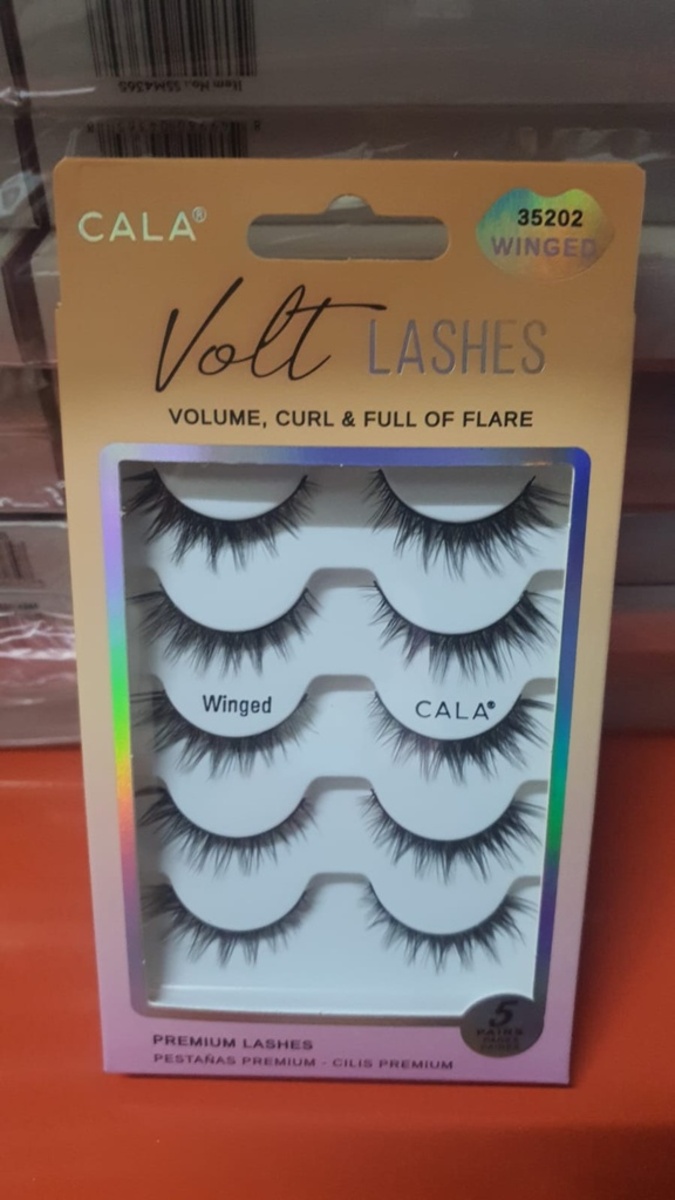 CALA®
35202
WINGED
Volt LASHES
VOLUME, CURL & FULL OF FLARE
Winged
CALA®
5
PAIRS
PREMIUM LASHES
PESTAÑAS PREMIUM - CILIS PREMIUM